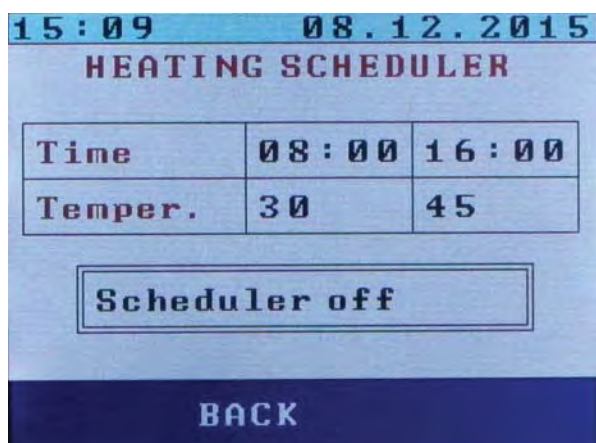 15:09 08.12.2015
HEATING SCHEDULER
Time 08:00 16:00
Temper. 30 45
Scheduler off
BACK